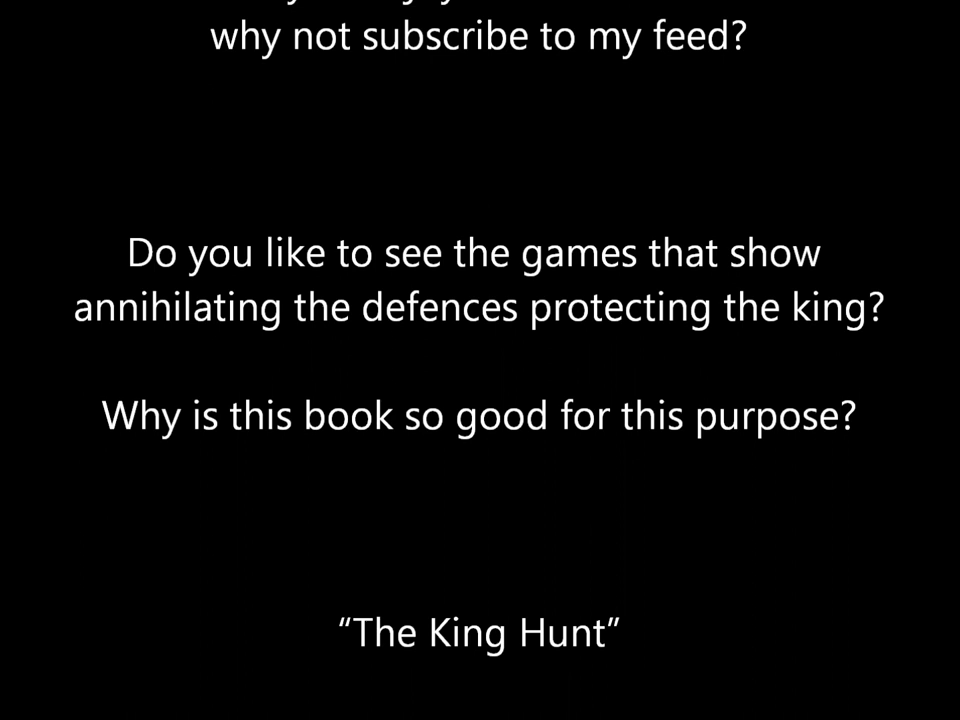 why not subscribe to my feed?
Do you like to see the games that show
annihilating the defences protecting the king?
Why is this book so good for this purpose?
“The King Hunt”